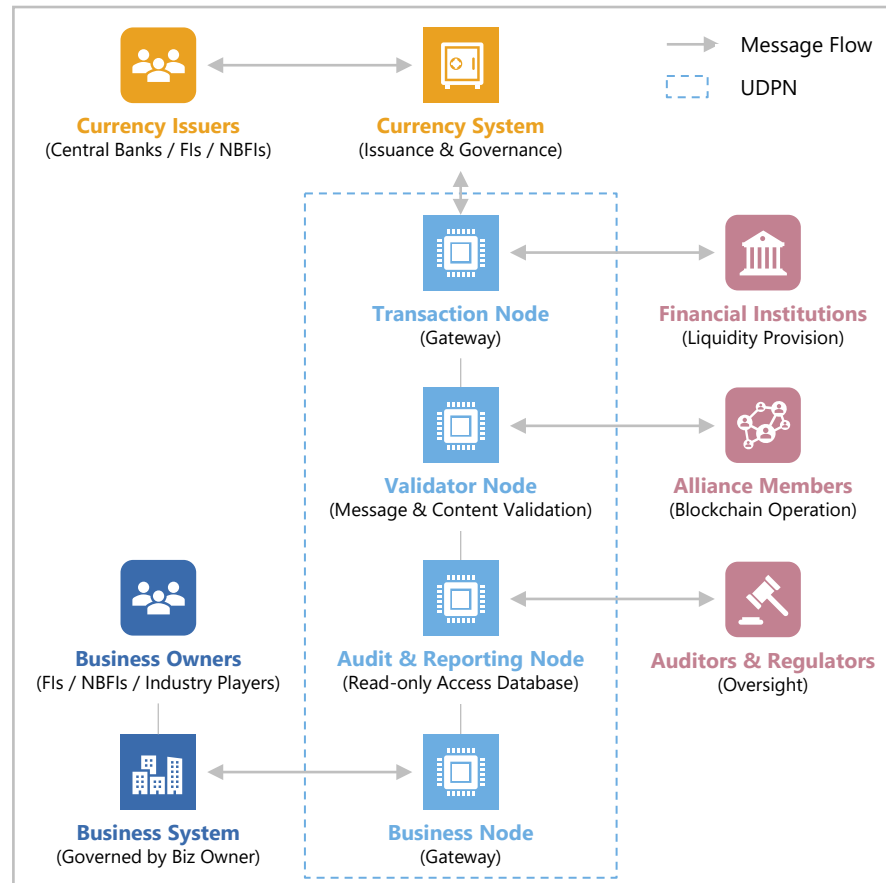 Message Flow
UDPN
Currency Issuers
(Central Banks / FIs / NBFIs)
Currency System
(Issuance & Governance)
Transaction Node
(Gateway)
Financial Institutions
(Liquidity Provision)
Validator Node
(Message & Content Validation)
Alliance Members
(Blockchain Operation)
Business Owners
(FIs / NBFIs / Industry Players)
Audit & Reporting Node
(Read-only Access Database)
Auditors & Regulators
(Oversight)
Business System
(Governed by Biz Owner)
Business Node
(Gateway)